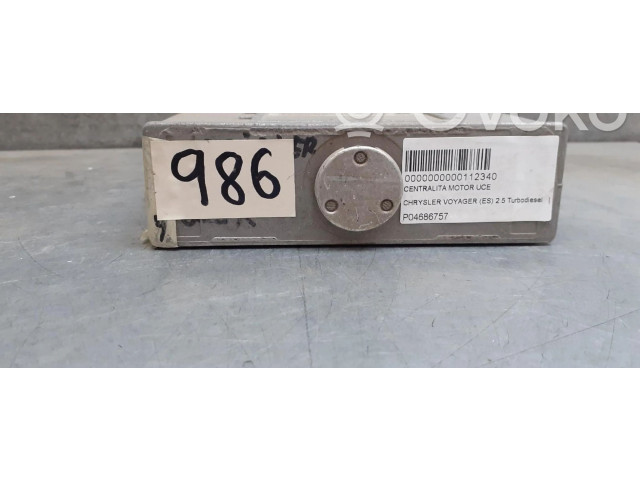 OVOKO
986
0000000000112340
CENTRALITA MOTOR UCE
CHRYSLER VOYAGER (ES) 2.5 Turbodiesel
P04686757